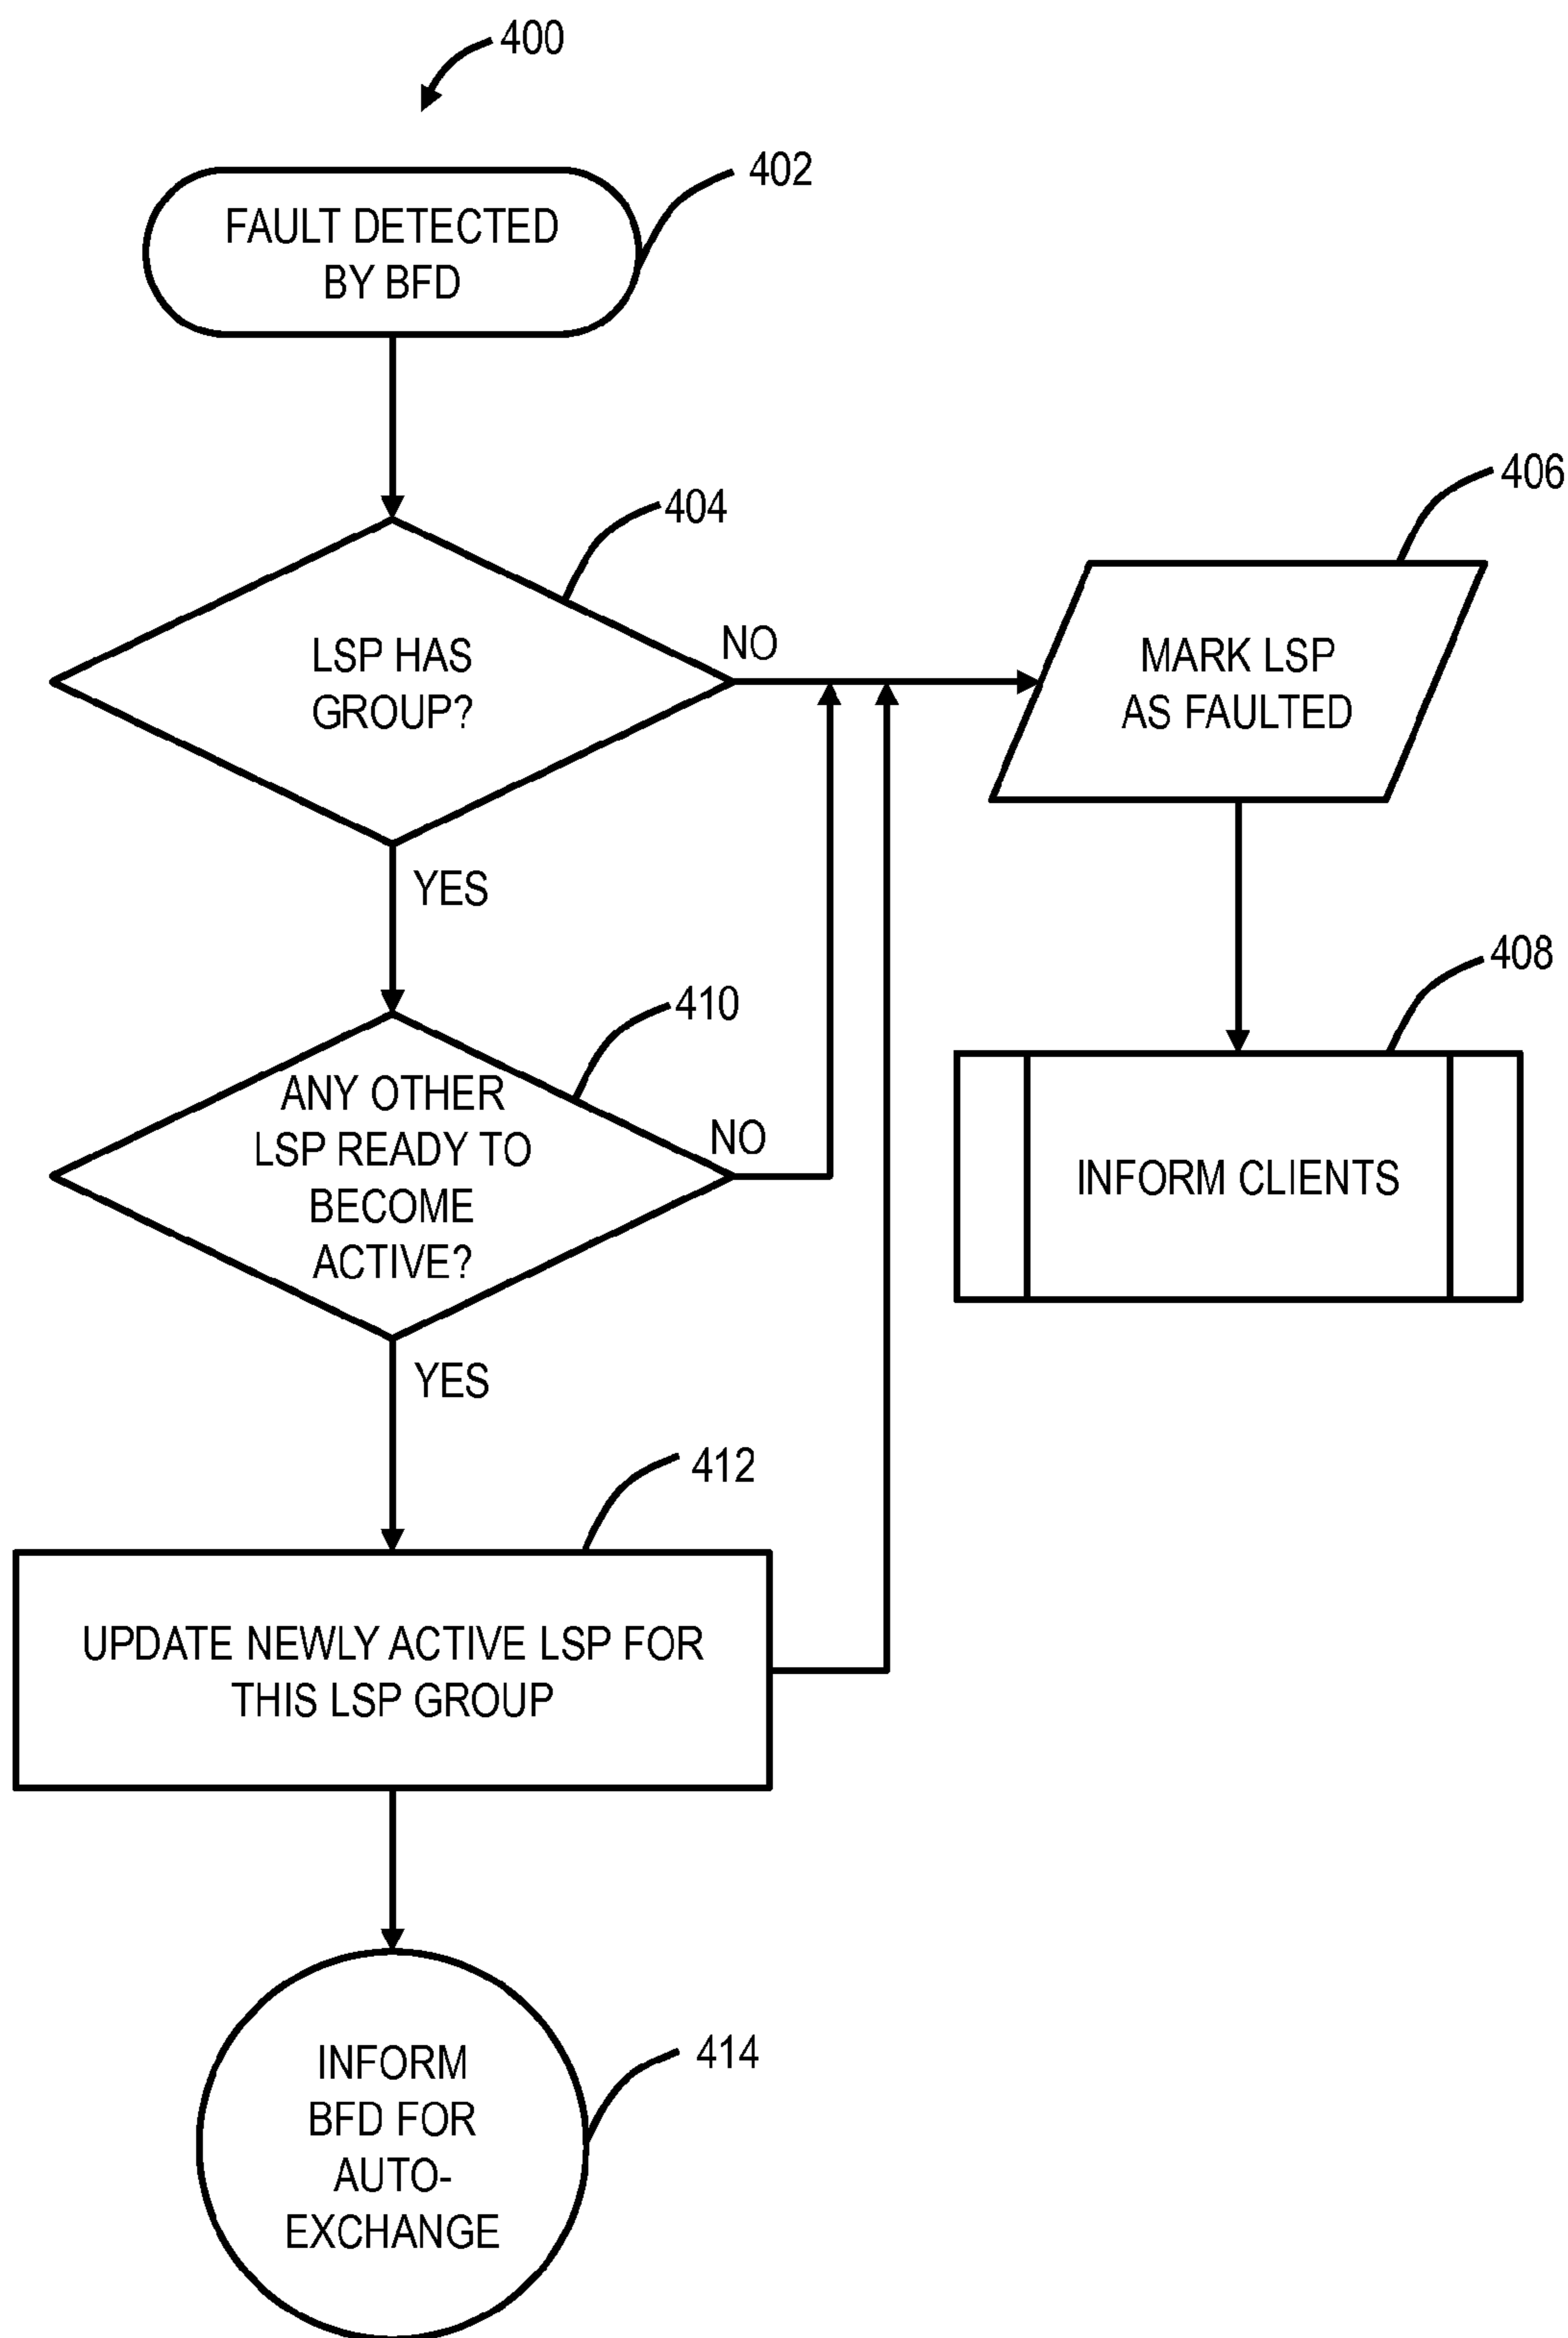 400
402
FAULT DETECTED
BY BFD
404
406
LSP HAS
GROUP?
NO
MARK LSP
AS FAULTED
YES
408
410
ANY OTHER
LSP READY TO
BECOME
ACTIVE?
NO
INFORM CLIENTS
YES
412
UPDATE NEWLY ACTIVE LSP FOR
THIS LSP GROUP
414
INFORM
BFD FOR
AUTO-
EXCHANGE